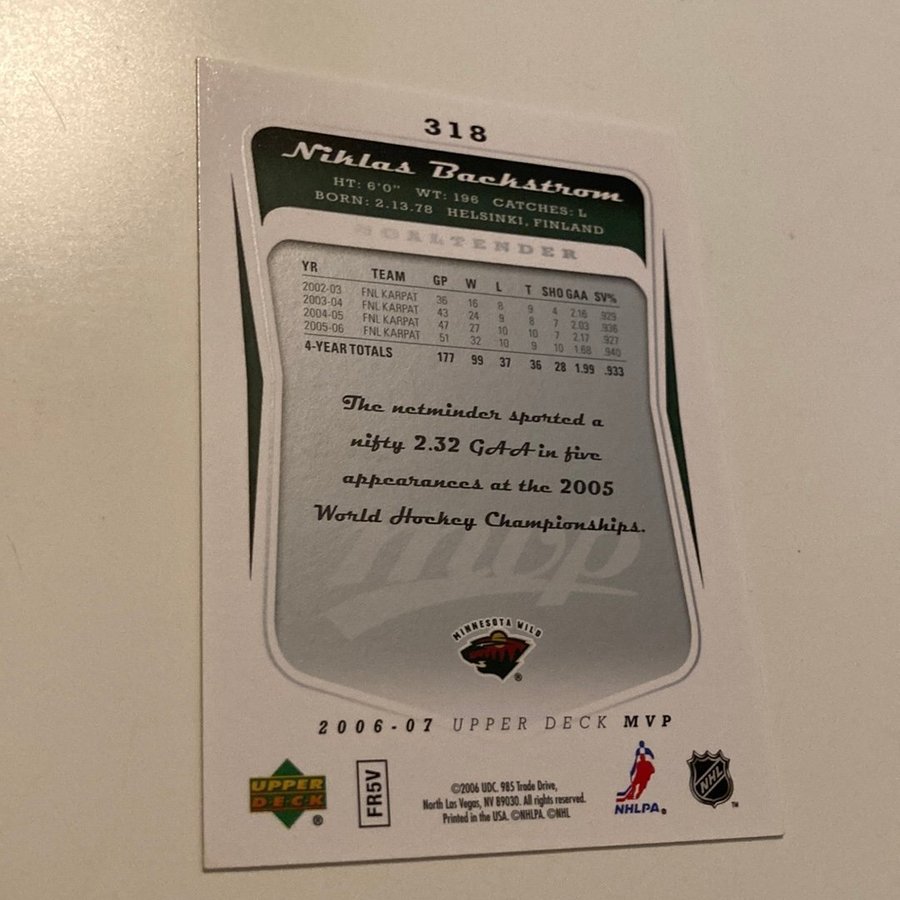 318
Niklas Backstrom
HT: 6'0" WT: 196 CATCHES: L
BORN: 2.13.78 HELSINKI, FINLAND
GOALTENDER
YR TEAM GP W L T SHO GAA SV%
2002-03 FNL KARPAT 36 16 8 9 4 2.16 .929
2003-04 FNL KARPAT 43 24 9 8 7 2.03 .936
2004-05 FNL KARPAT 47 27 10 10 7 2.17 .927
2005-06 FNL KARPAT 51 32 10 9 10 1.68 .940
4-YEAR TOTALS 177 99 37 36 28 1.99 .933
The netminder sported a
nifty 2.32 GAA in five
appearances at the 2005
World Hockey Championships.
mvp
MINNESOTA WILD
®
2006-07 UPPER DECK MVP
UPPER
DECK
®
FR5V
©2006 UDC. 985 Trade Drive,
North Las Vegas, NV 89030. All rights reserved.
Printed in the USA. ©NHLPA. ©NHL
NHLPA®
NHL
TM